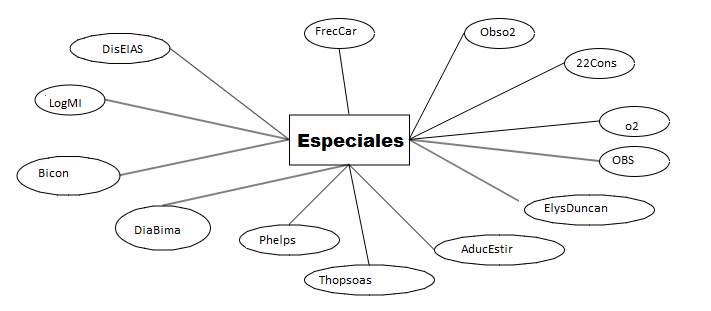 FrecCar
Obso2
DisEIAS
22Cons
LogMI
o2
Especiales
OBS
Bicon
ElysDuncan
DiaBima
Phelps
AducEstir
Thopsoas